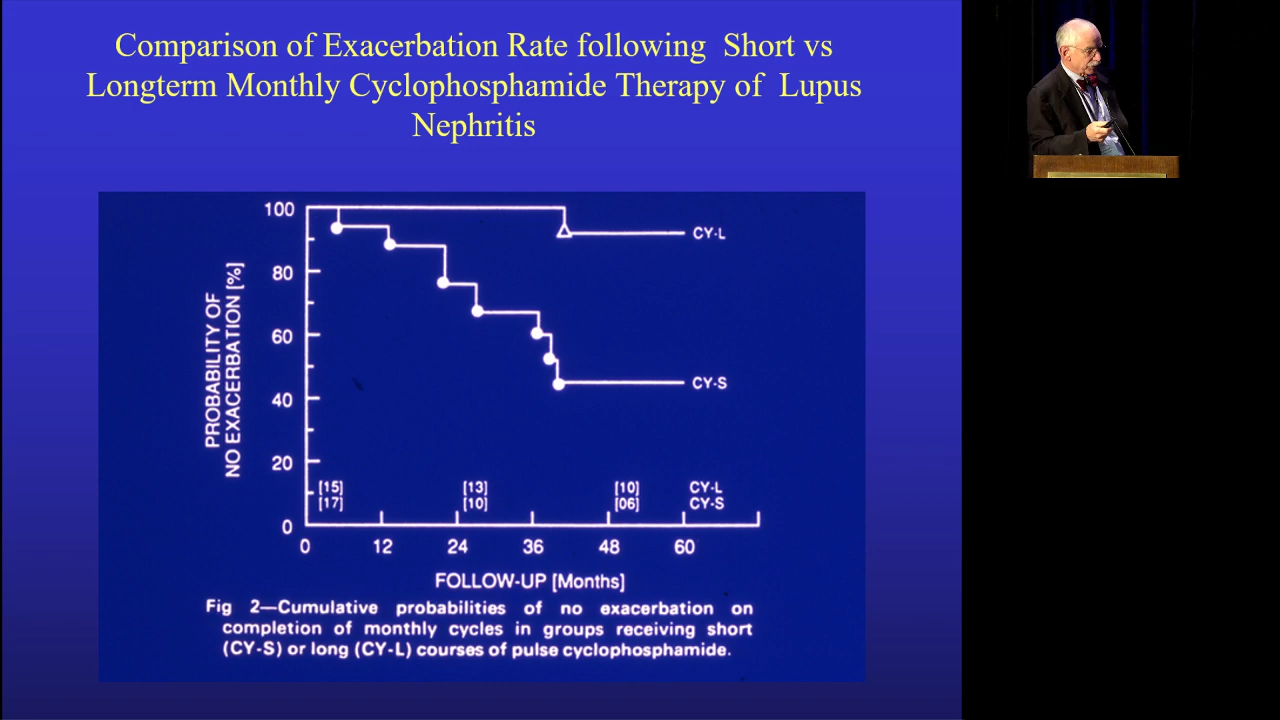 Comparison of Exacerbation Rate following Short vs
Longterm Monthly Cyclophosphamide Therapy of Lupus
Nephritis
100
80
60
40
20
0
PROBABILITY OF
NO EXACERBATION [%]
CY-L
CY-S
[15] [13] [10] CY-L
[17] [10] [06] CY-S
0 12 24 36 48 60
FOLLOW-UP [Months]
Fig 2—Cumulative probabilities of no exacerbation on
completion of monthly cycles in groups receiving short
(CY-S) or long (CY-L) courses of pulse cyclophosphamide.